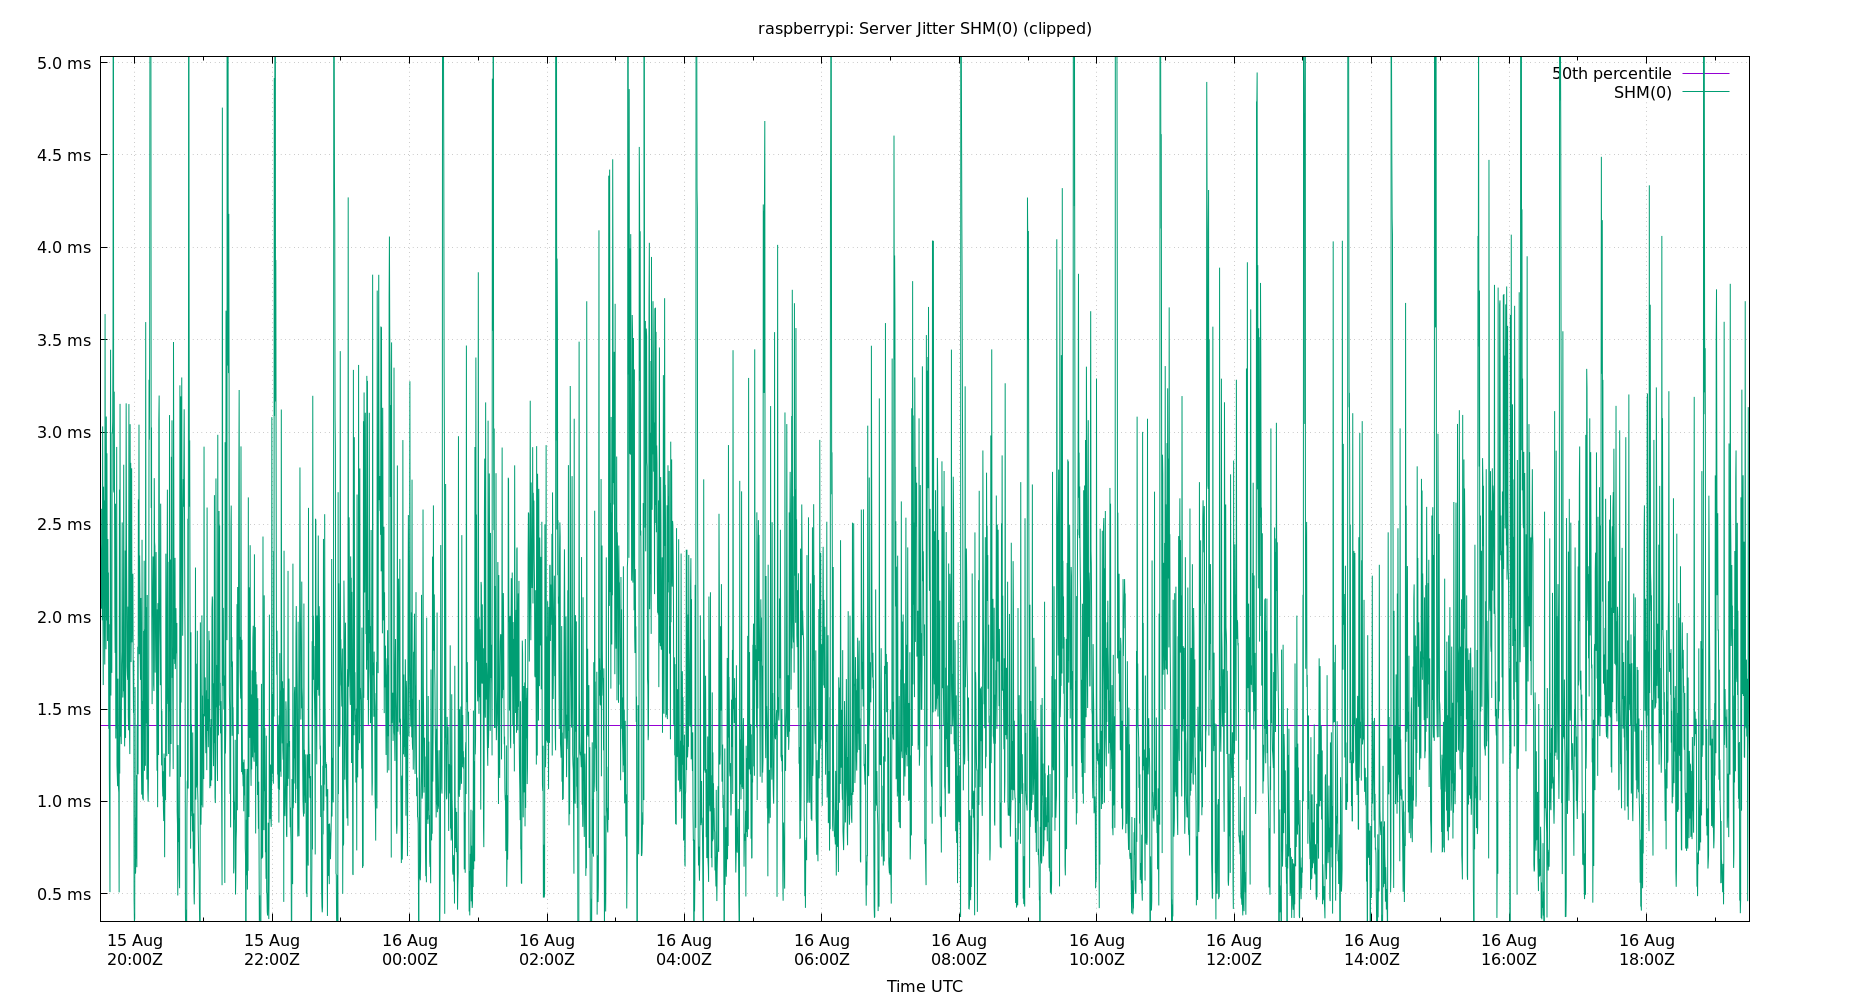 raspberrypi: Server Jitter SHM(0) (clipped)
5.0 ms
4.5 ms
4.0 ms
3.5 ms
3.0 ms
2.5 ms
2.0 ms
1.5 ms
1.0 ms
0.5 ms
50th percentile
SHM(0)
15 Aug 15 Aug 16 Aug 16 Aug 16 Aug 16 Aug 16 Aug 16 Aug 16 Aug 16 Aug 16 Aug 16 Aug
20:00Z 22:00Z 00:00Z 02:00Z 04:00Z 06:00Z 08:00Z 10:00Z 12:00Z 14:00Z 16:00Z 18:00Z
Time UTC